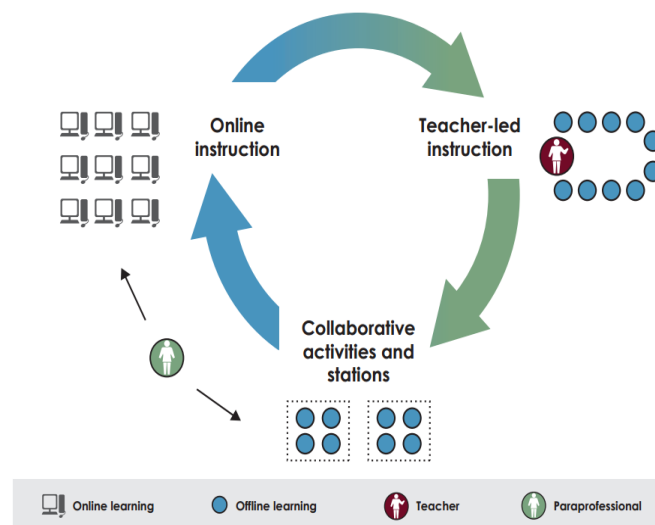 Online
instruction
Teacher-led
instruction
Collaborative
activities and
stations
Online learning
Offline learning
Teacher
Paraprofessional